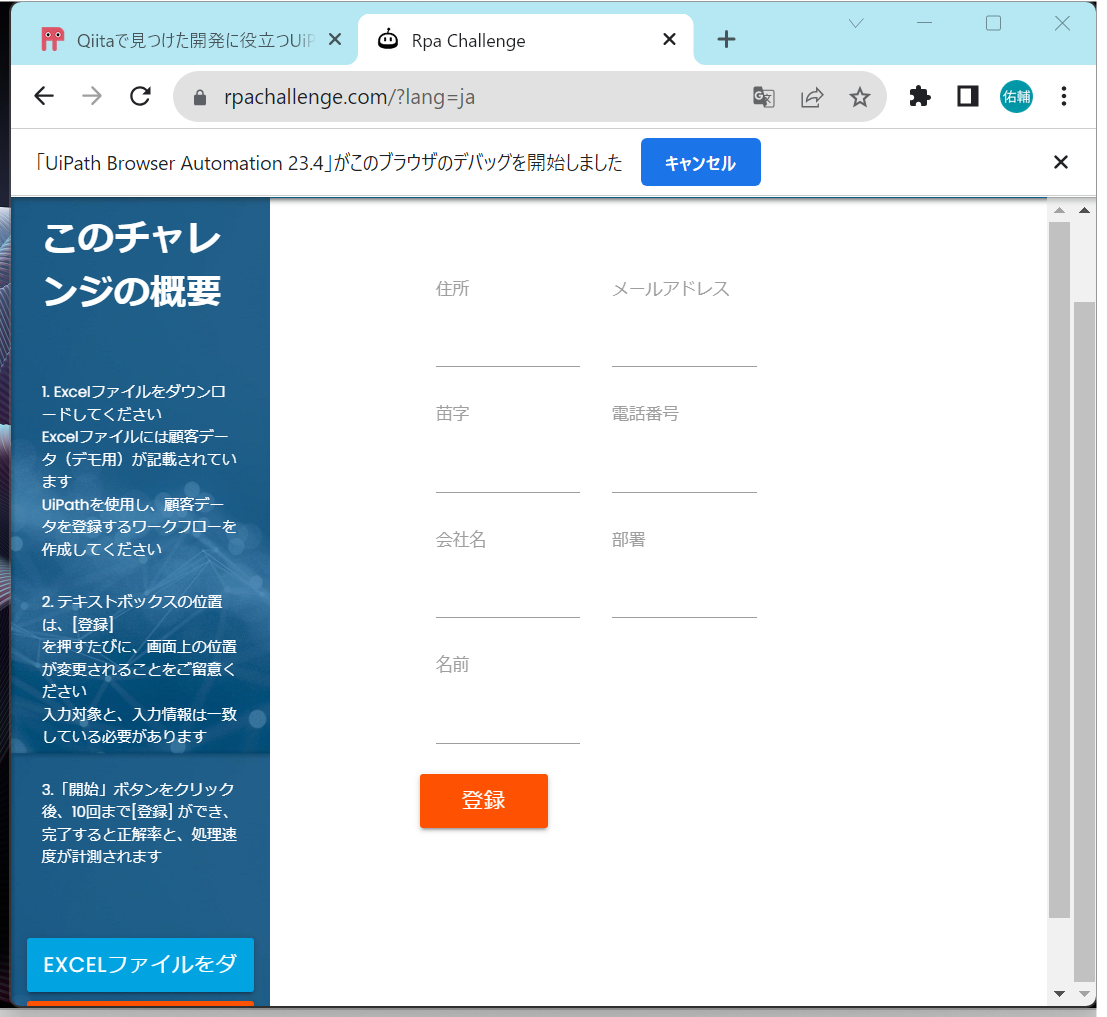 Qiitaで見つけた開発に役立つUiP
Rpa Challenge
rpachallenge.com/?lang=ja
佑輔
「UiPath Browser Automation 23.4」がこのブラウザのデバッグを開始しました
キャンセル
このチャレ
ンジの概要
1. Excelファイルをダウンロ
ードしてください
Excelファイルには顧客デー
タ（デモ用）が記載されてい
ます
UiPathを使用し、顧客デー
タを登録するワークフローを
作成してください
2. テキストボックスの位置
は、[登録]
を押すたびに、画面上の位置
が変更されることをご留意く
ださい
入力対象と、入力情報は一致
している必要があります
3.「開始」ボタンをクリック
後、10回まで[登録] ができ、
完了すると正解率と、処理速
度が計測されます
EXCELファイルをダ
住所
メールアドレス
苗字
電話番号
会社名
部署
名前
登録